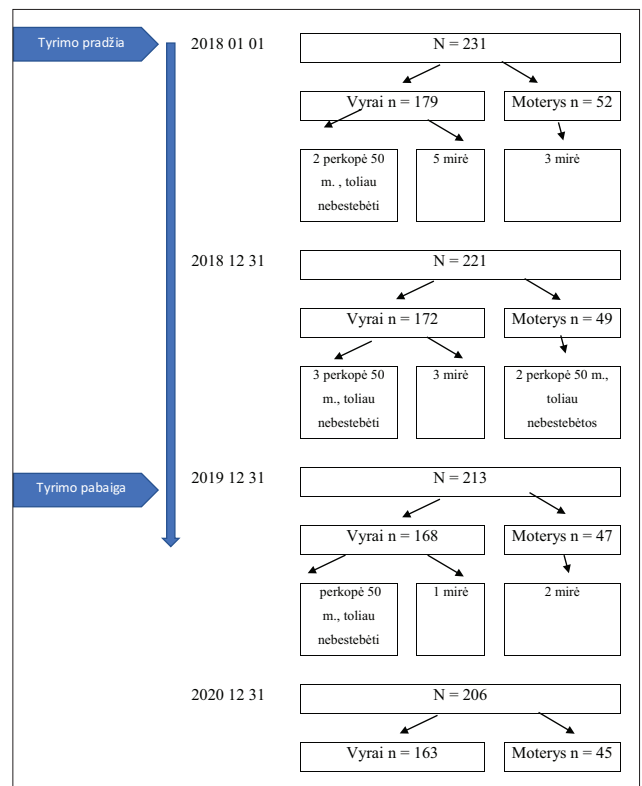 Tyrimo pradžia
2018 01 01
N = 231
Vyrai n = 179
Moterys n = 52
2 perkopė 50
m. , toliau
nebestebėti
5 mirė
3 mirė
2018 12 31
N = 221
Vyrai n = 172
Moterys n = 49
3 perkopė 50
m., toliau
nebestebėti
3 mirė
2 perkopė 50 m.,
toliau
nebestebėtos
Tyrimo pabaiga
2019 12 31
N = 213
Vyrai n = 168
Moterys n = 47
perkopė 50
m., toliau
nebestebėti
1 mirė
2 mirė
2020 12 31
N = 206
Vyrai n = 163
Moterys n = 45